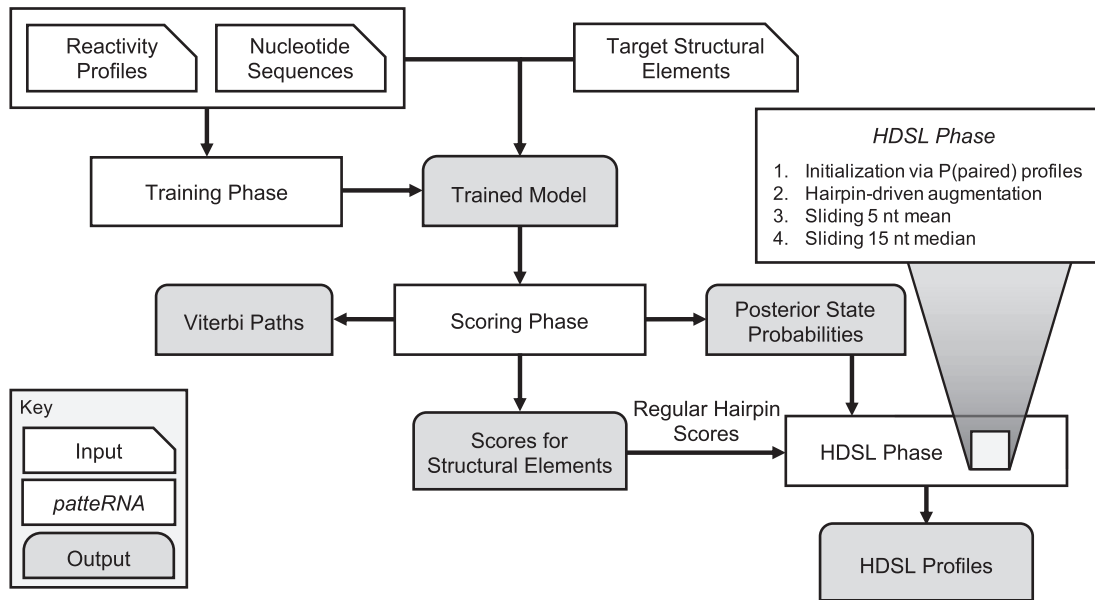 Reactivity
Profiles
Nucleotide
Sequences
Target Structural
Elements
Training Phase
Trained Model
HDSL Phase
1. Initialization via P(paired) profiles
2. Hairpin-driven augmentation
3. Sliding 5 nt mean
4. Sliding 15 nt median
Viterbi Paths
Scoring Phase
Posterior State
Probabilities
Key
Input
patteRNA
Output
Scores for
Structural Elements
Regular Hairpin
Scores
HDSL Phase
HDSL Profiles